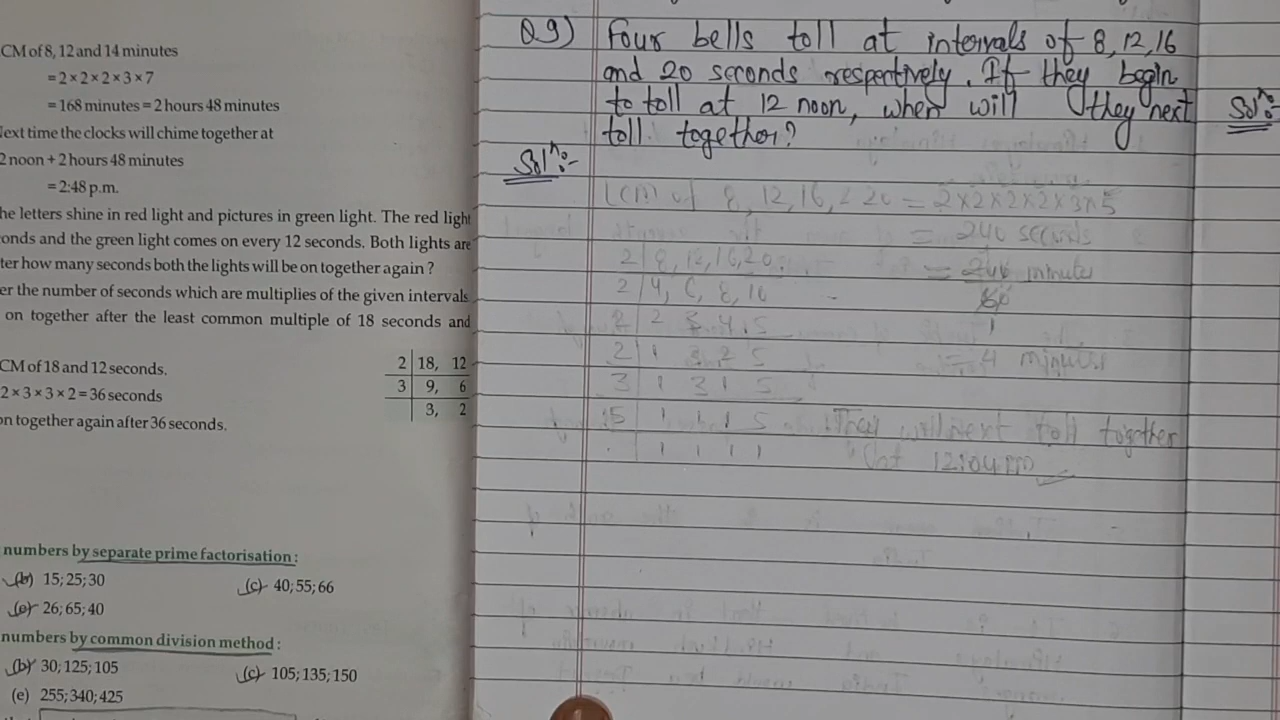 CM of 8, 12 and 14 minutes
= 2 × 2 × 2 × 3 × 7
= 168 minutes = 2 hours 48 minutes
ext time the clocks will chime together at
2 noon + 2 hours 48 minutes
= 2:48 p.m.
he letters shine in red light and pictures in green light. The red light
onds and the green light comes on every 12 seconds. Both lights are
ter how many seconds both the lights will be on together again ?
er the number of seconds which are multiplies of the given intervals
on together after the least common multiple of 18 seconds and
CM of 18 and 12 seconds.
2 × 3 × 3 × 2 = 36 seconds
on together again after 36 seconds.
2 | 18, 12
3 | 9, 6
3, 2
numbers by separate prime factorisation :
(b) 15; 25; 30
(c) 40; 55; 66
(e) 26; 65; 40
numbers by common division method :
(b) 30; 125; 105
(c) 105; 135; 150
(e) 255; 340; 425
Q9) Four bells toll at intervals of 8, 12, 16
and 20 seconds respectively. If they begin
to toll at 12 noon, when will they next
toll together?
Solⁿ:-
LCM of 8, 12, 16, & 20 = 2×2×2×2×3×5
= 240 seconds
= 240 minutes
60
1
= 4 minutes
2 | 8, 12, 16, 20
2 | 4, 6, 8, 10
2 | 2 3 4, 5
2 | 1 3 2 5
3 | 1 3 1 5
5 | 1 1 1 5
1 1 1 1
They will next toll together
at 12:04 PM
Solⁿ:-